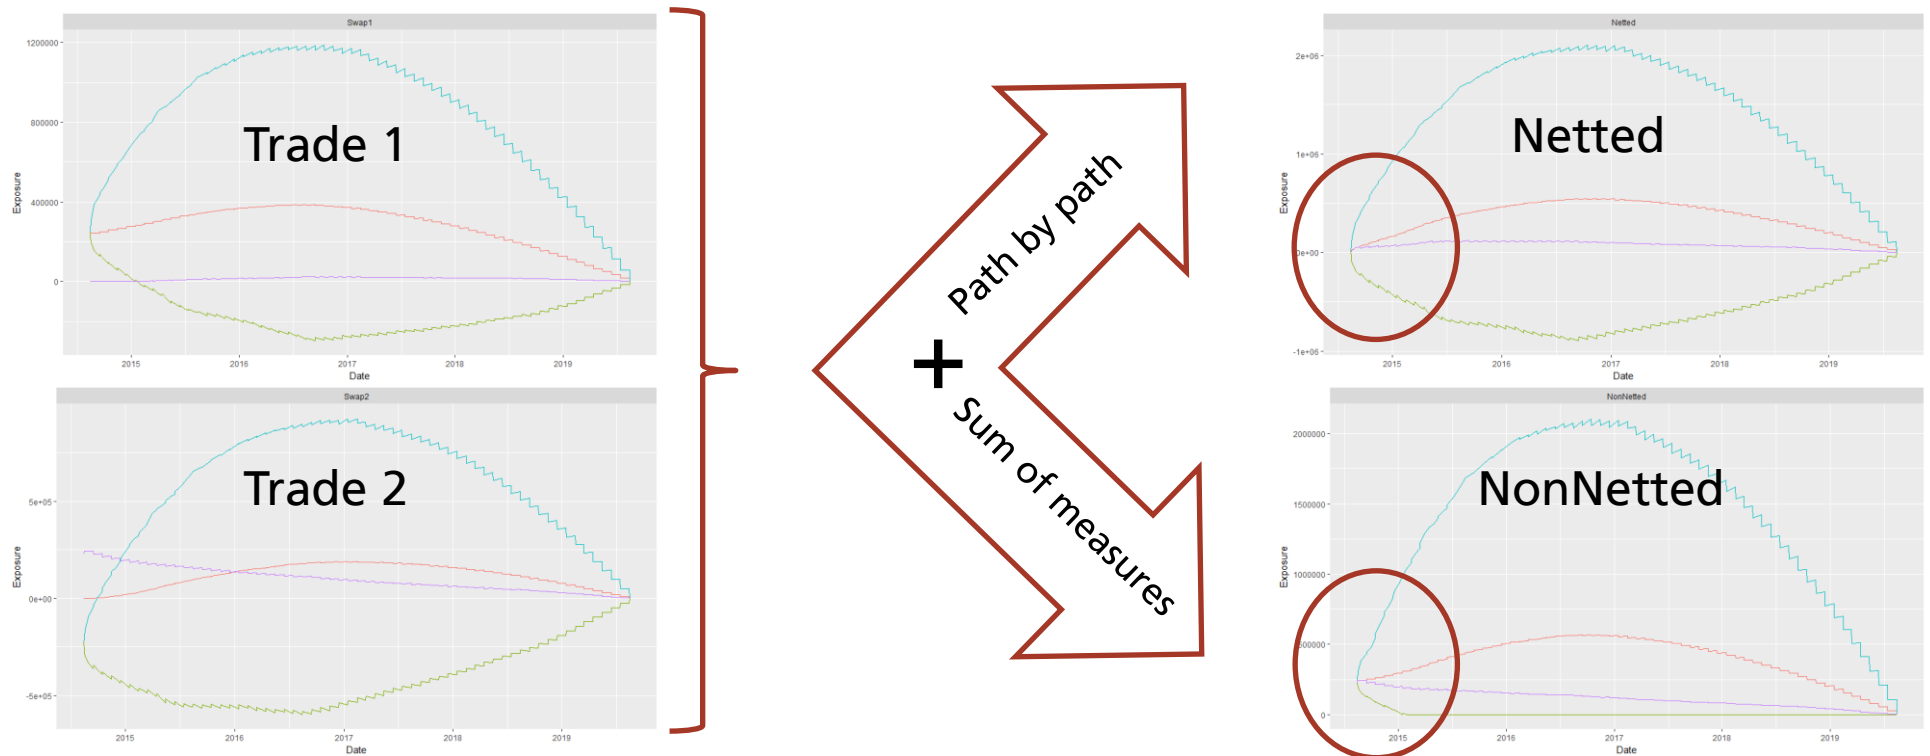 Swap1
1200000
800000
400000
0
Exposure
Trade 1
2015 2016 2017 2018 2019
Date
Swap2
5e+05
0e+00
-5e+05
Exposure
Trade 2
2015 2016 2017 2018 2019
Date
Path by path
+
Sum of measures
Netted
2e+06
1e+06
0e+00
-1e+06
Exposure
Netted
2015 2016 2017 2018 2019
Date
NonNetted
2000000
1500000
1000000
500000
0
Exposure
NonNetted
2015 2016 2017 2018 2019
Date